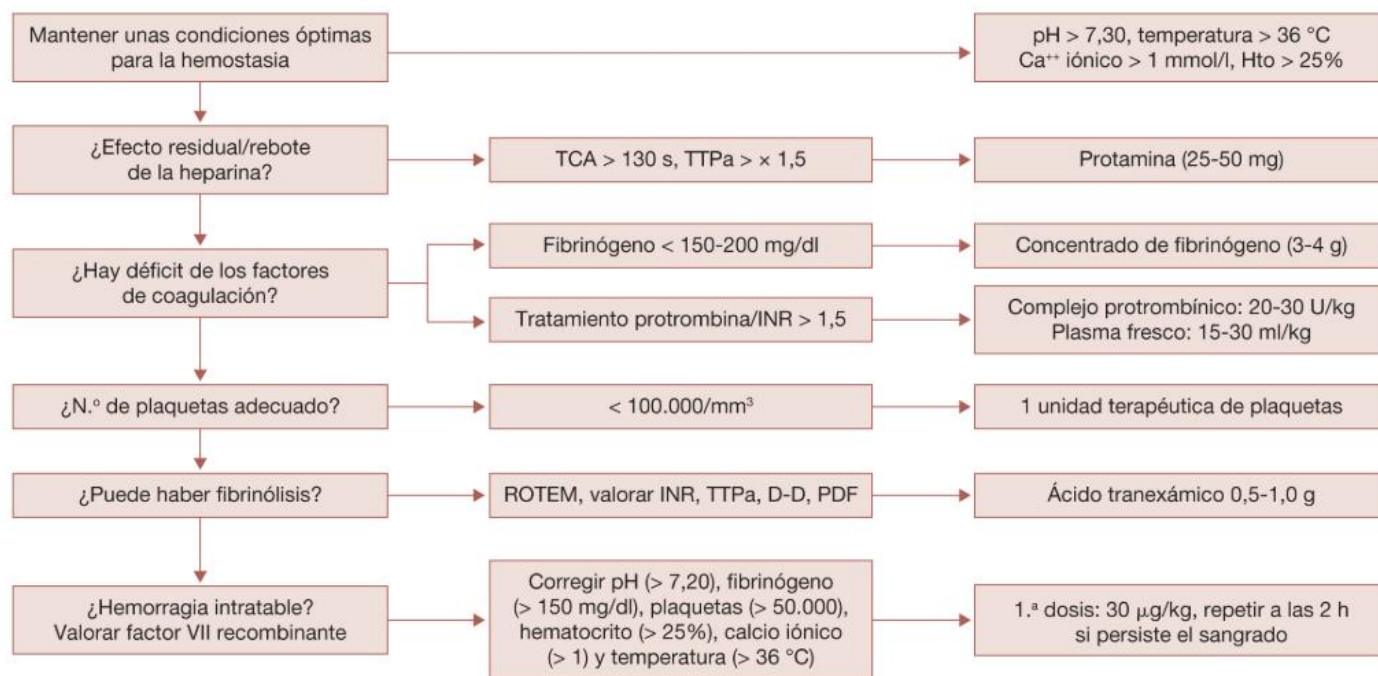 Mantener unas condiciones óptimas
para la hemostasia
pH > 7,30, temperatura > 36 °C
Ca⁺⁺ iónico > 1 mmol/l, Hto > 25%
¿Efecto residual/rebote
de la heparina?
TCA > 130 s, TTPa > × 1,5
Protamina (25-50 mg)
¿Hay déficit de los factores
de coagulación?
Fibrinógeno < 150-200 mg/dl
Concentrado de fibrinógeno (3-4 g)
Tratamiento protrombina/INR > 1,5
Complejo protrombínico: 20-30 U/kg
Plasma fresco: 15-30 ml/kg
¿N.º de plaquetas adecuado?
< 100.000/mm³
1 unidad terapéutica de plaquetas
¿Puede haber fibrinólisis?
ROTEM, valorar INR, TTPa, D-D, PDF
Ácido tranexámico 0,5-1,0 g
¿Hemorragia intratable?
Valorar factor VII recombinante
Corregir pH (> 7,20), fibrinógeno
(> 150 mg/dl), plaquetas (> 50.000),
hematocrito (> 25%), calcio iónico
(> 1) y temperatura (> 36 °C)
1.ª dosis: 30 μg/kg, repetir a las 2 h
si persiste el sangrado